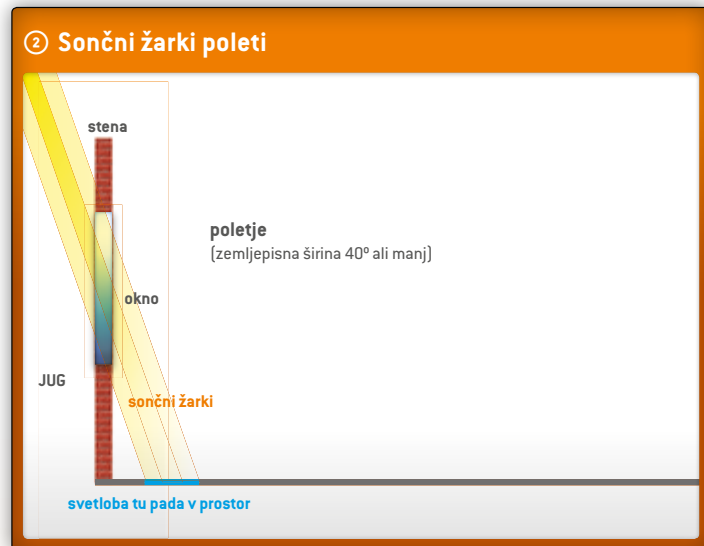 ② Sončni žarki poleti
stena
poletje
(zemljepisna širina 40º ali manj)
okno
JUG
sončni žarki
svetloba tu pada v prostor